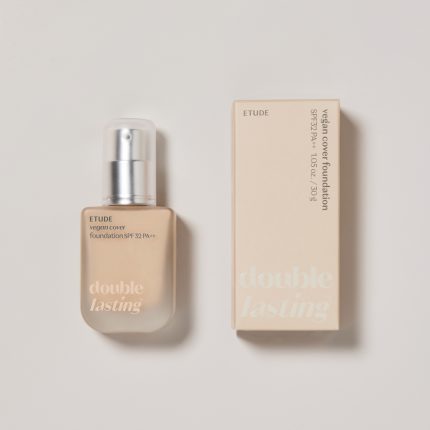 ETUDE
vegan cover
foundation SPF32 PA++
double
lasting
ETUDE
vegan cover foundation
SPF32 PA++ 1.05 oz. / 30 g
double
lasting